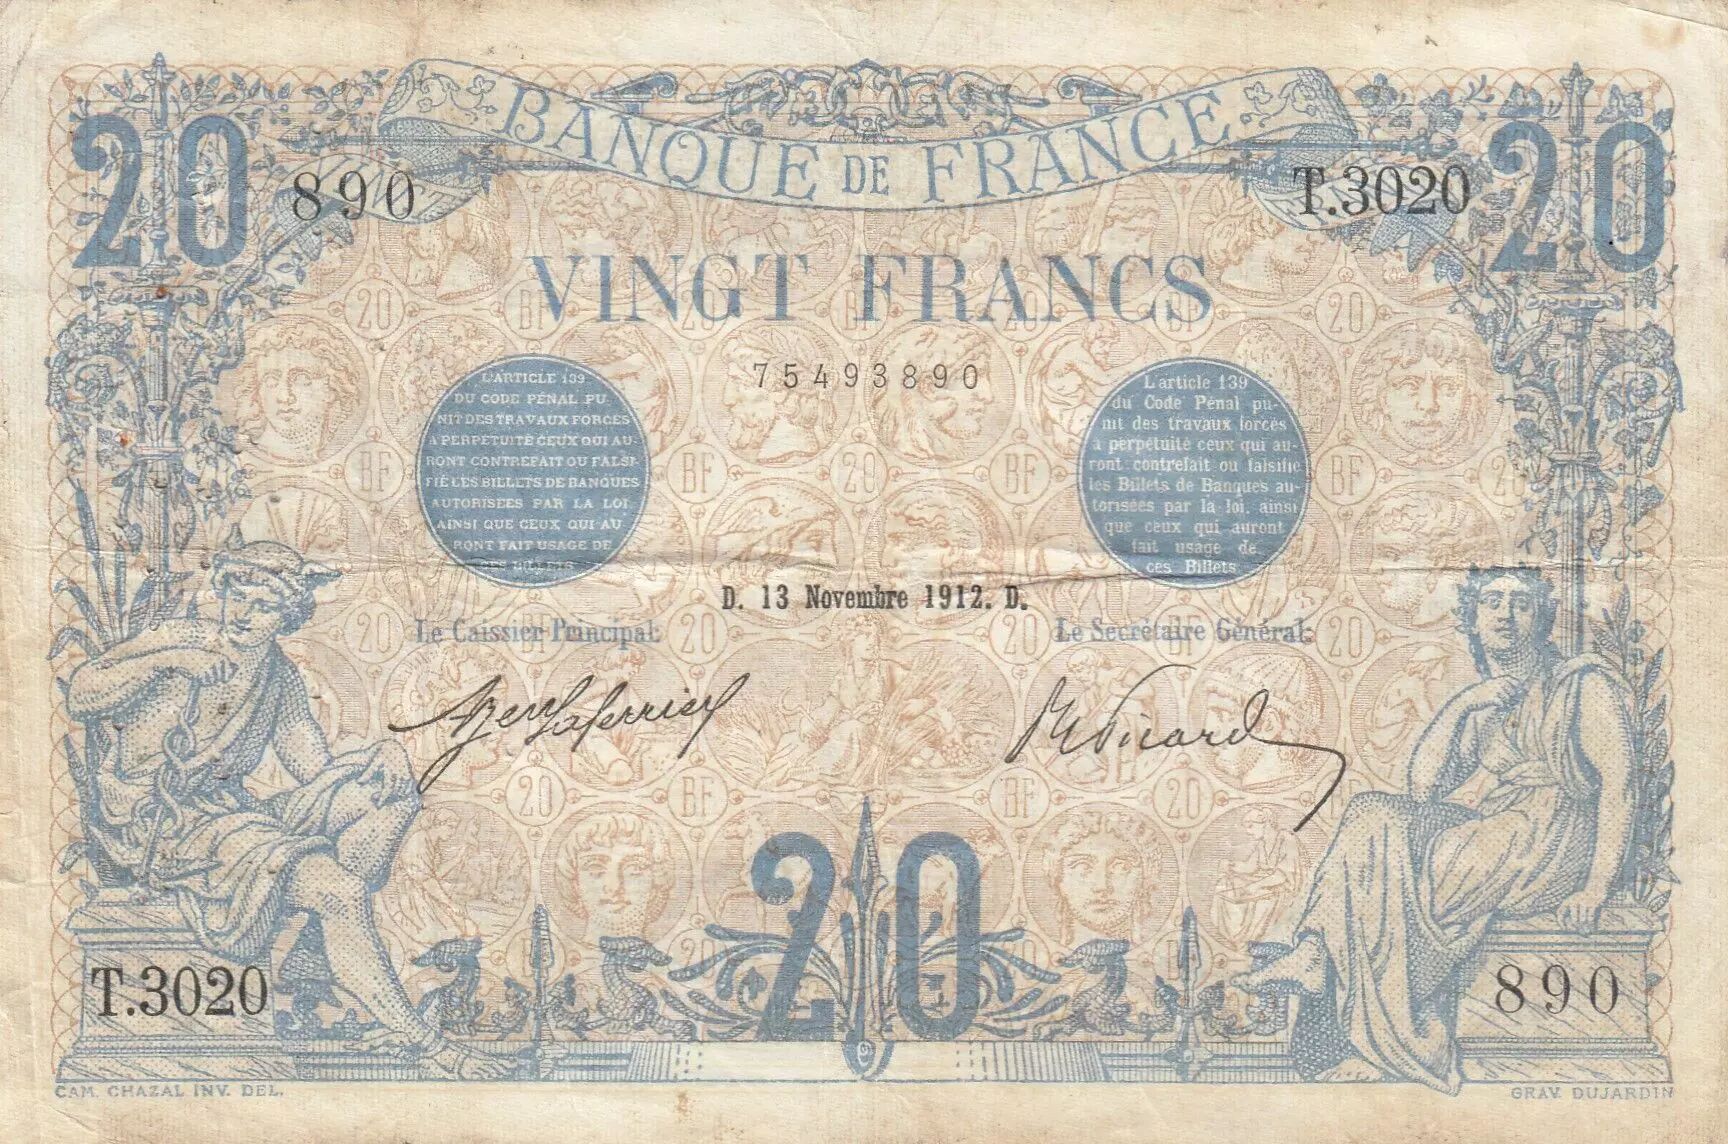 BANQUE DE FRANCE
20
20
890
T.3020
VINGT FRANCS
75493890
L'ARTICLE 139
DU CODE PÉNAL PU-
NIT DES TRAVAUX FORCÉS
A PERPÉTUITÉ CEUX QUI AU-
RONT CONTREFAIT OU FALSI-
FIÉ LES BILLETS DE BANQUES
AUTORISÉES PAR LA LOI,
AINSI QUE CEUX QUI AU
RONT FAIT USAGE DE
CES BILLETS
L'article 139
du Code Pénal pu-
nit des travaux forcés
à perpétuité ceux qui au-
ront contrefait ou falsifié
les Billets de Banques au-
torisées par la loi, ainsi
que ceux qui auront
fait usage de
ces Billets
D. 13 Novembre 1912. D.
Le Caissier Principal:
Le Secrétaire Général:
Picard
20
T.3020
890
CAM. CHAZAL INV. DEL.
GRAV. DUJARDIN